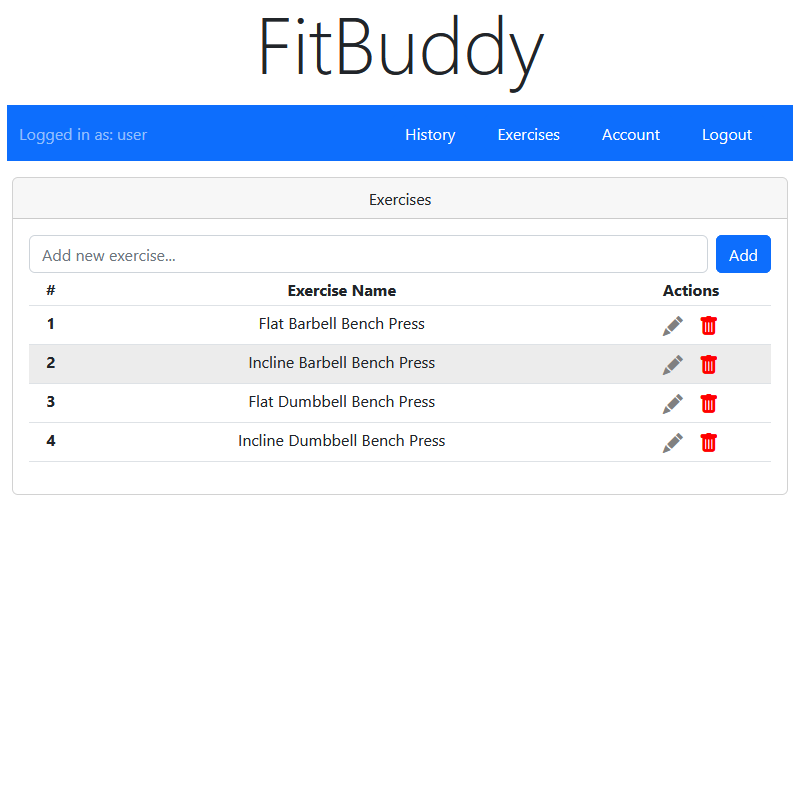 FitBuddy
Logged in as: user History Exercises Account Logout
Exercises
Add new exercise... Add
# Exercise Name Actions
1 Flat Barbell Bench Press
2 Incline Barbell Bench Press
3 Flat Dumbbell Bench Press
4 Incline Dumbbell Bench Press